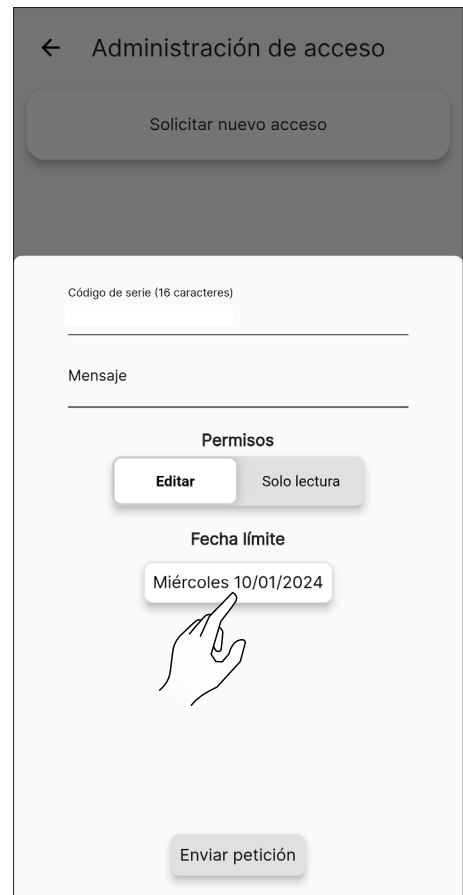 Administración de acceso
Solicitar nuevo acceso
Código de serie (16 caracteres)
Mensaje
Permisos
Editar Solo lectura
Fecha límite
Miércoles 10/01/2024
Enviar petición